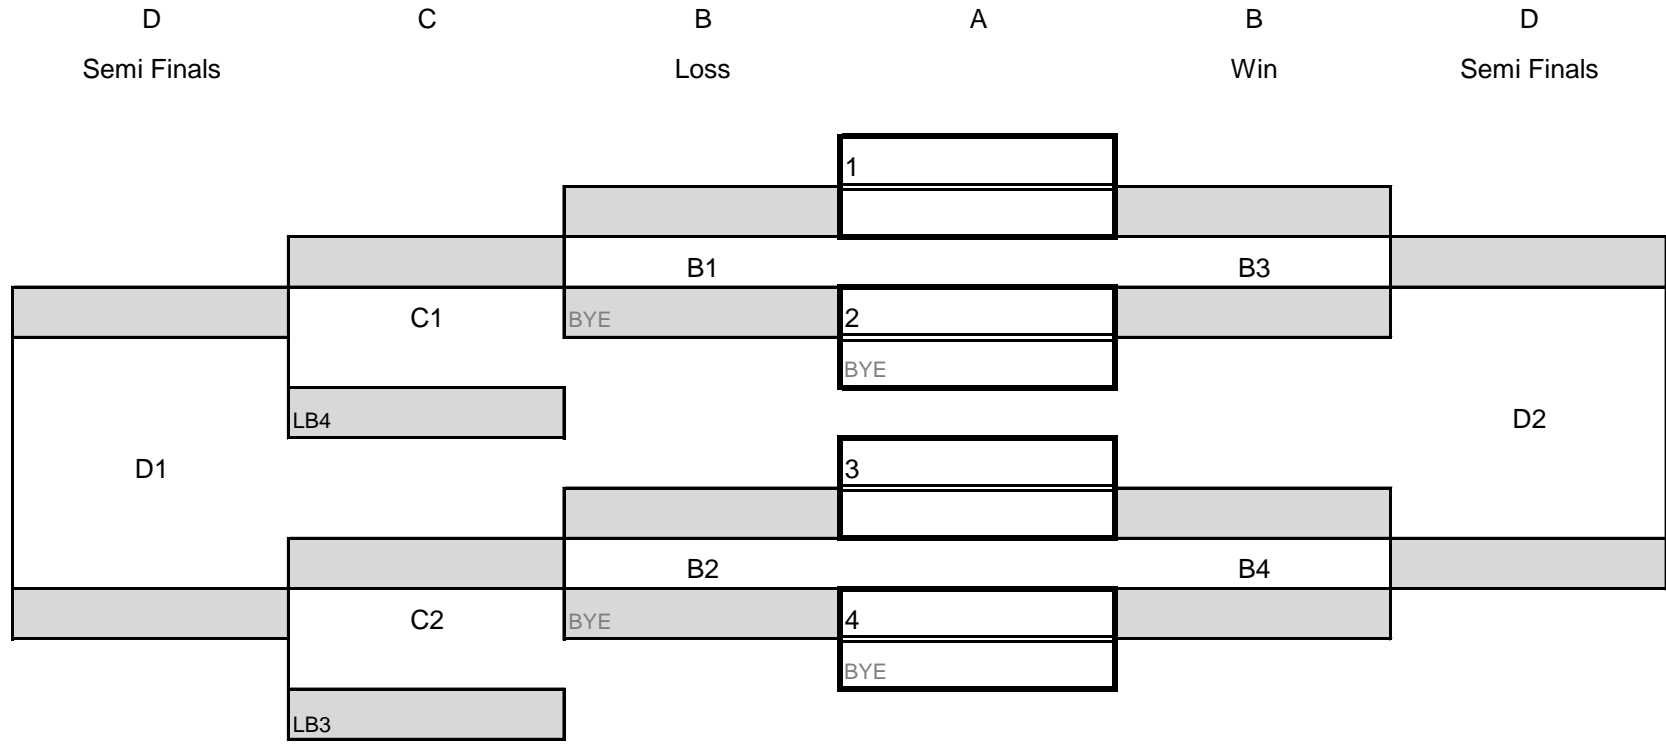 D C B A B D
Semi Finals Loss Win Semi Finals
1
B1 B3
C1 BYE 2
BYE
LB4 D2
D1 3
B2 B4
C2 BYE 4
BYE
LB3